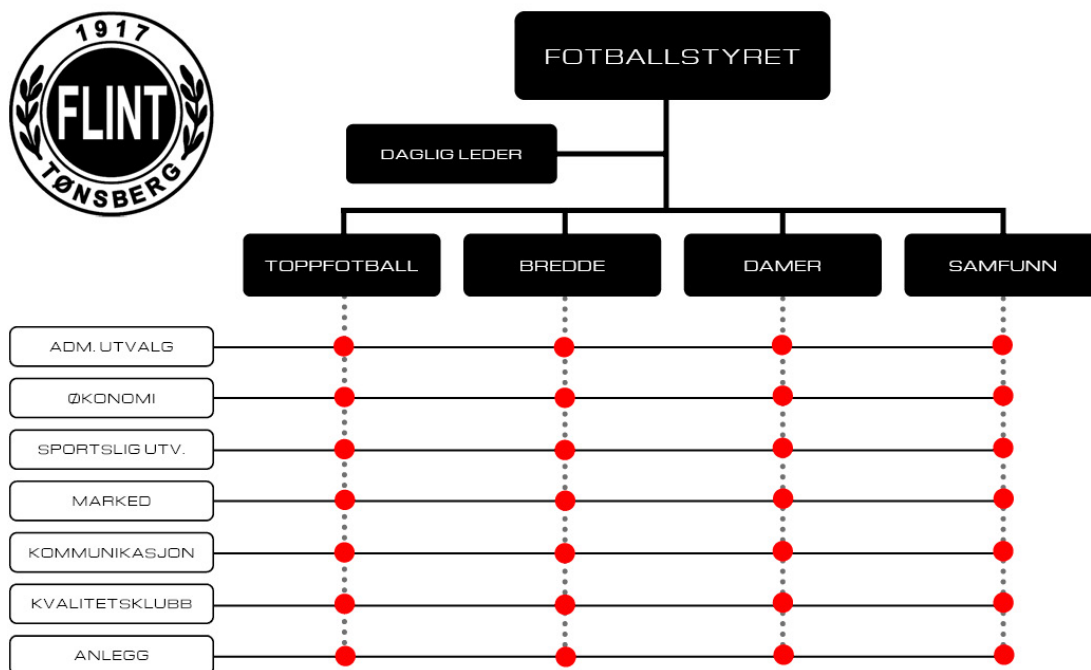 1917
FLINT
TØNSBERG
FOTBALLSTYRET
DAGLIG LEDER
TOPPFOTBALL
BREDDE
DAMER
SAMFUNN
ADM. UTVALG
ØKONOMI
SPORTSLIG UTV.
MARKED
KOMMUNIKASJON
KVALITETSKLUBB
ANLEGG